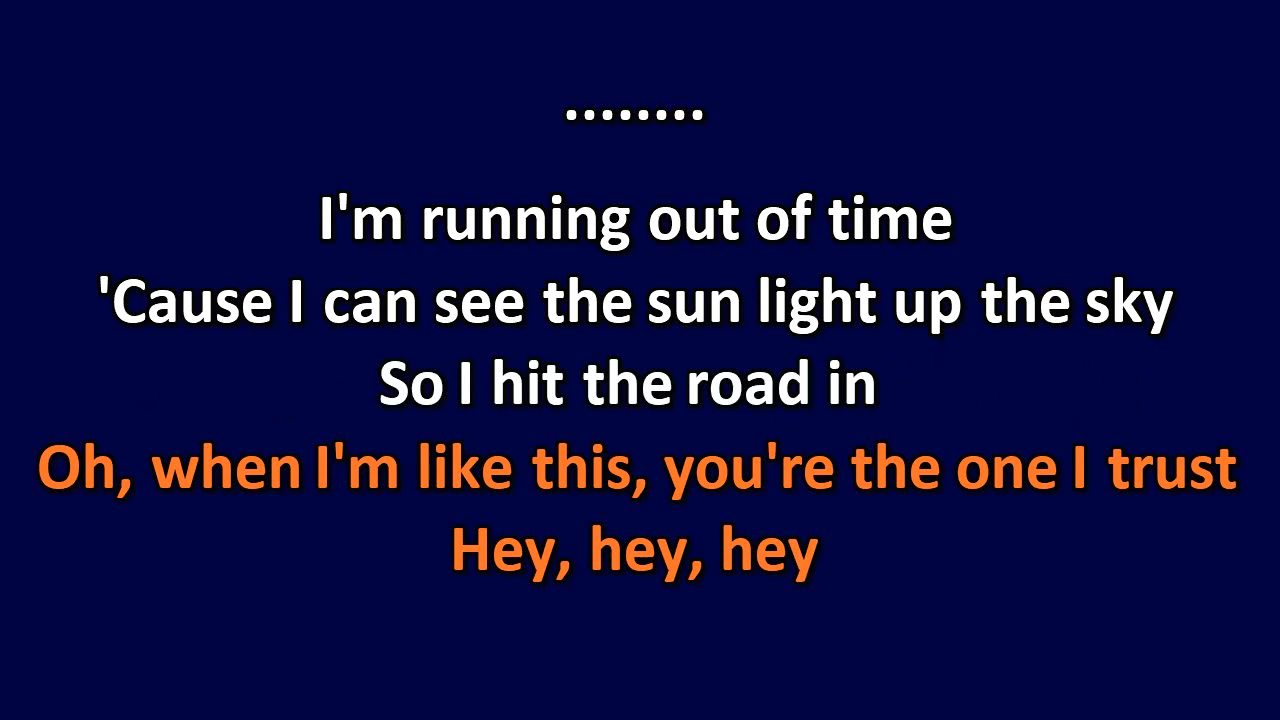 ........
I'm running out of time
'Cause I can see the sun light up the sky
So I hit the road in
Oh, when I'm like this, you're the one I trust
Hey, hey, hey